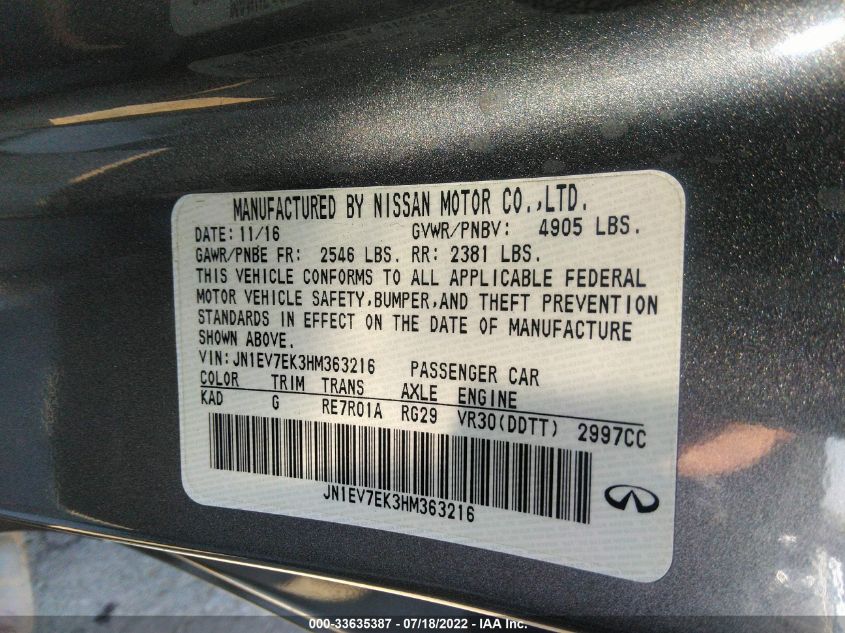 MANUFACTURED BY NISSAN MOTOR CO.,LTD.
DATE: 11/16 GVWR/PNBV: 4905 LBS.
GAWR/PNBE FR: 2546 LBS. RR: 2381 LBS.
THIS VEHICLE CONFORMS TO ALL APPLICABLE FEDERAL
MOTOR VEHICLE SAFETY,BUMPER,AND THEFT PREVENTION
STANDARDS IN EFFECT ON THE DATE OF MANUFACTURE
SHOWN ABOVE.
VIN:JN1EV7EK3HM363216 PASSENGER CAR
COLOR TRIM TRANS AXLE ENGINE
KAD G RE7R01A RG29 VR30(DDTT) 2997CC
JN1EV7EK3HM363216
000-33635387 - 07/18/2022 - IAA Inc.